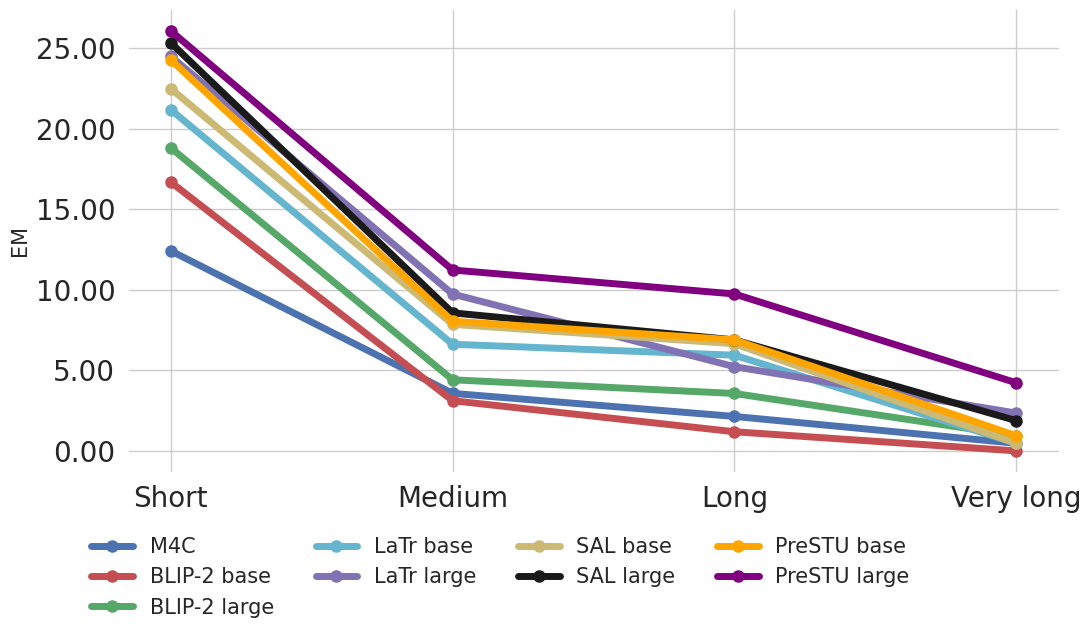 25.00
20.00
15.00
10.00
5.00
0.00
EM
Short Medium Long Very long
M4C LaTr base SAL base PreSTU base
BLIP-2 base LaTr large SAL large PreSTU large
BLIP-2 large